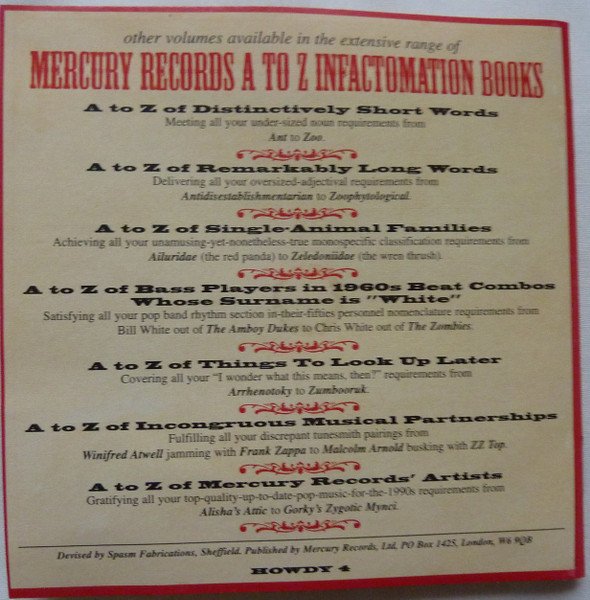 other volumes available in the extensive range of
MERCURY RECORDS A TO Z INFACTOMATION BOOKS
A to Z of Distinctively Short Words
Meeting all your under-sized noun requirements from
Ant to Zoo.
A to Z of Remarkably Long Words
Delivering all your oversized-adjectival requirements from
Antidisestablishmentarian to Zoophytological.
A to Z of Single-Animal Families
Achieving all your unamusing-yet-nonetheless-true monospecific classification requirements from
Ailuridae (the red panda) to Zeledoniidae (the wren thrush).
A to Z of Bass Players in 1960s Beat Combos
Whose Surname is "White"
Satisfying all your pop band rhythm section in-their-fifties personnel nomenclature requirements from
Bill White out of The Amboy Dukes to Chris White out of The Zombies.
A to Z of Things To Look Up Later
Covering all your "I wonder what this means, then?" requirements from
Arrhenotoky to Zumbooruk.
A to Z of Incongruous Musical Partnerships
Fulfilling all your discrepant tunesmith pairings from
Winifred Atwell jamming with Frank Zappa to Malcolm Arnold busking with ZZ Top.
A to Z of Mercury Records' Artists
Gratifying all your top-quality-up-to-date-pop-music-for-the-1990s requirements from
Alisha's Attic to Gorky's Zygotic Mynci.
Devised by Spasm Fabrications, Sheffield. Published by Mercury Records, Ltd, PO Box 1425, London, W6 9QB
HOWDY 4